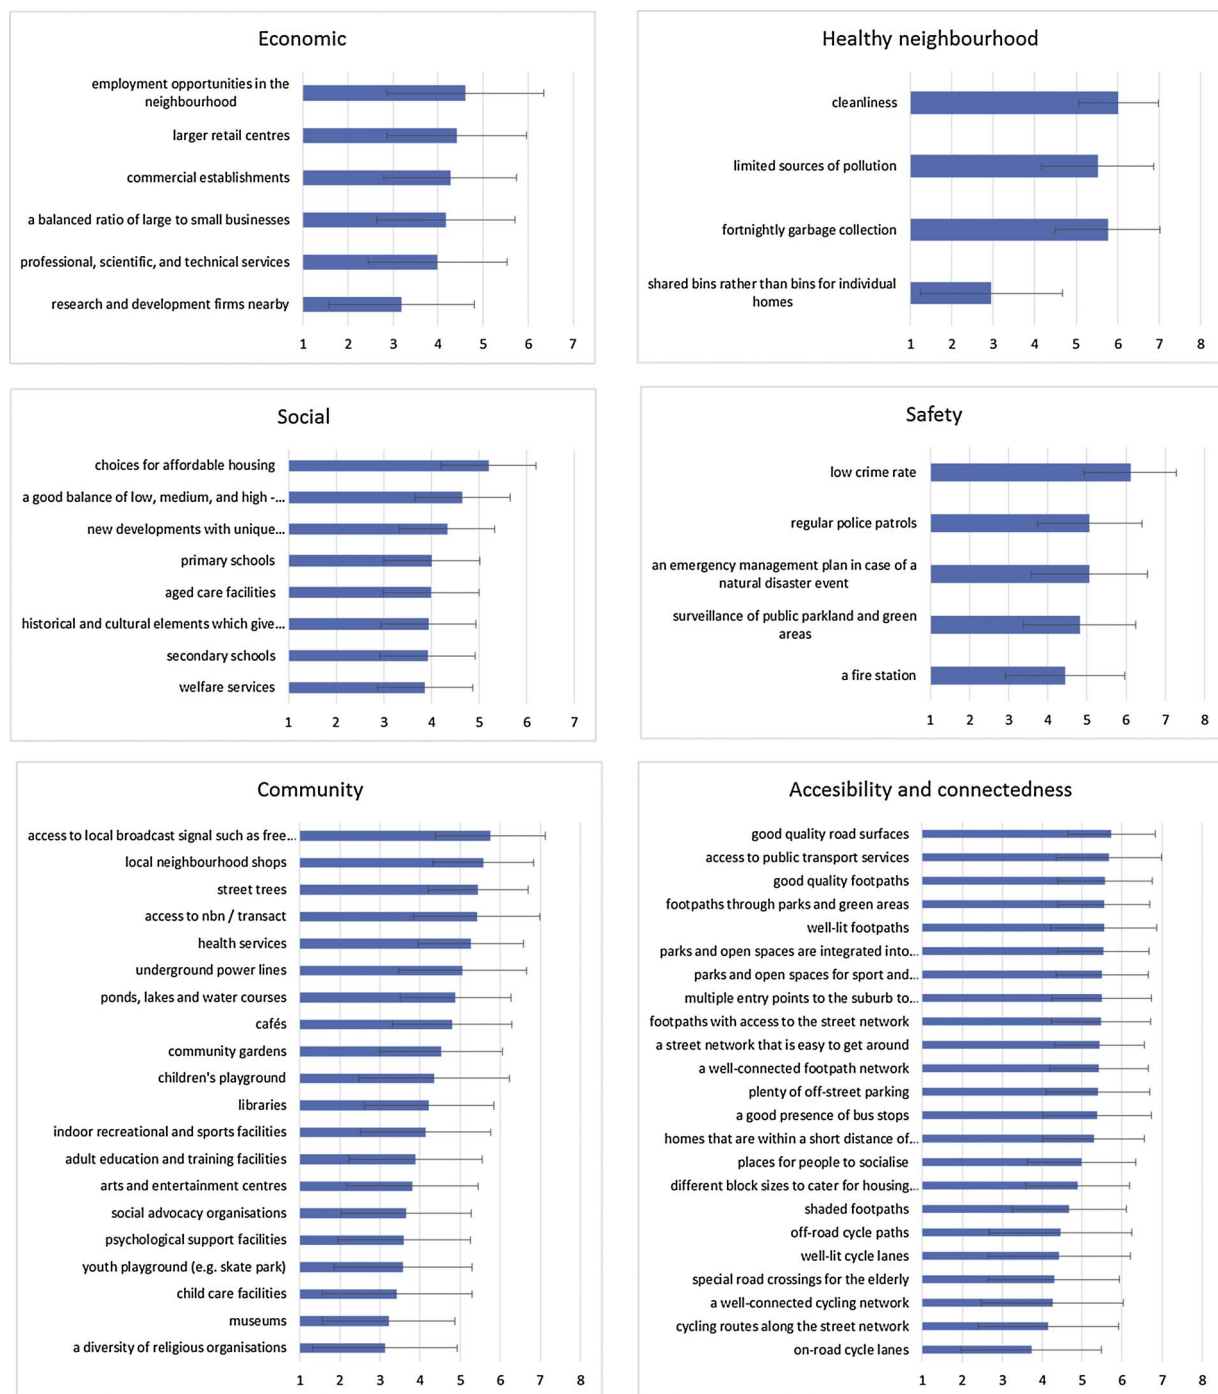 Economic
employment opportunities in the
neighbourhood
larger retail centres
commercial establishments
a balanced ratio of large to small businesses
professional, scientific, and technical services
research and development firms nearby
1 2 3 4 5 6 7
Healthy neighbourhood
cleanliness
limited sources of pollution
fortnightly garbage collection
shared bins rather than bins for individual
homes
1 2 3 4 5 6 7 8
Social
choices for affordable housing
a good balance of low, medium, and high -...
new developments with unique...
primary schools
aged care facilities
historical and cultural elements which give...
secondary schools
welfare services
1 2 3 4 5 6 7
Safety
low crime rate
regular police patrols
an emergency management plan in case of a
natural disaster event
surveillance of public parkland and green
areas
a fire station
1 2 3 4 5 6 7 8
Community
access to local broadcast signal such as free...
local neighbourhood shops
street trees
access to nbn / transact
health services
underground power lines
ponds, lakes and water courses
cafés
community gardens
children's playground
libraries
indoor recreational and sports facilities
adult education and training facilities
arts and entertainment centres
social advocacy organisations
psychological support facilities
youth playground (e.g. skate park)
child care facilities
museums
a diversity of religious organisations
1 2 3 4 5 6 7 8
Accesibility and connectedness
good quality road surfaces
access to public transport services
good quality footpaths
footpaths through parks and green areas
well-lit footpaths
parks and open spaces are integrated into...
parks and open spaces for sport and...
multiple entry points to the suburb to...
footpaths with access to the street network
a street network that is easy to get around
a well-connected footpath network
plenty of off-street parking
a good presence of bus stops
homes that are within a short distance of...
places for people to socialise
different block sizes to cater for housing...
shaded footpaths
off-road cycle paths
well-lit cycle lanes
special road crossings for the elderly
a well-connected cycling network
cycling routes along the street network
on-road cycle lanes
1 2 3 4 5 6 7 8